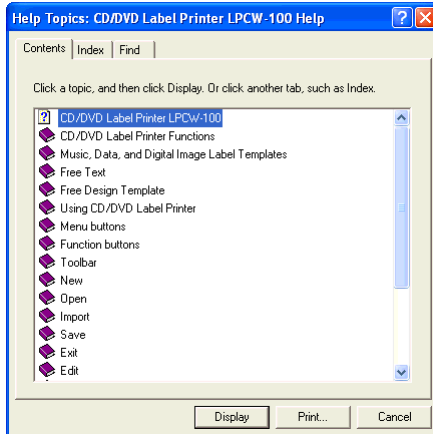 Help Topics: CD/DVD Label Printer LPCW-100 Help
Contents Index Find
Click a topic, and then click Display. Or click another tab, such as Index.
CD/DVD Label Printer LPCW-100
CD/DVD Label Printer Functions
Music, Data, and Digital Image Label Templates
Free Text
Free Design Template
Using CD/DVD Label Printer
Menu buttons
Function buttons
Toolbar
New
Open
Import
Save
Exit
Edit
Display Print... Cancel